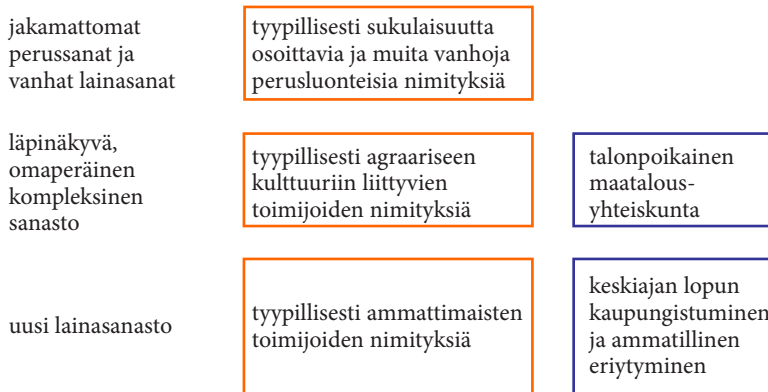 jakamattomat
perussanat ja
vanhat lainasanat
tyypillisesti sukulaisuutta
osoittavia ja muita vanhoja
perusluonteisia nimityksiä
läpinäkyvä,
omaperäinen
kompleksinen
sanasto
tyypillisesti agraariseen
kulttuuriin liittyvien
toimijoiden nimityksiä
talonpoikainen
maatalous-
yhteiskunta
uusi lainasanasto
tyypillisesti ammattimaisten
toimijoiden nimityksiä
keskiajan lopun
kaupungistuminen
ja ammatillinen
eriytyminen